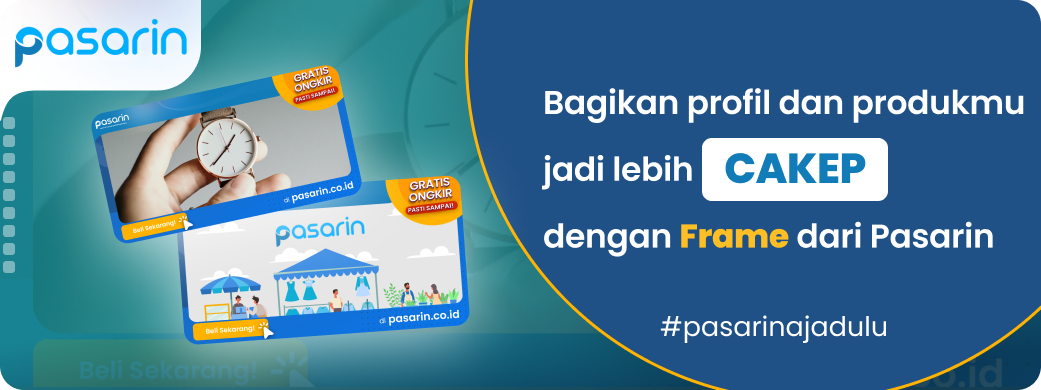 pasarin
GRATIS
ONGKIR
PASTI SAMPAI!
pasarin
di pasarin.co.id
Beli Sekarang!
GRATIS
ONGKIR
PASTI SAMPAI!
pasarin
di pasarin.co.id
Beli Sekarang!
Bagikan profil dan produkmu
jadi lebih CAKEP
dengan Frame dari Pasarin
#pasarinajadulu
Beli Sekarang!
o.id